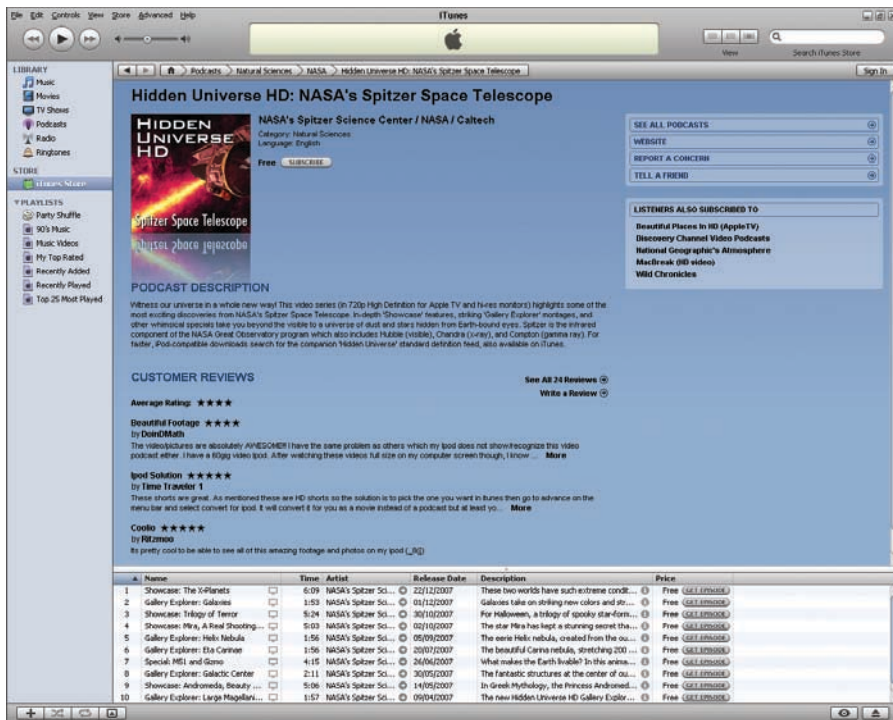 File Edit Controls View Store Advanced Help
iTunes
View
Search iTunes Store
LIBRARY
Music
Movies
TV Shows
Podcasts
Radio
Ringtones
STORE
iTunes Store
PLAYLISTS
Party Shuffle
90's Music
Music Videos
My Top Rated
Recently Added
Recently Played
Top 25 Most Played
Podcasts Natural Sciences NASA Hidden Universe HD: NASA's Spitzer Space Telescope
Sign In
Hidden Universe HD: NASA's Spitzer Space Telescope
HIDDEN
UNIVERSE
HD
Spitzer Space Telescope
NASA's Spitzer Science Center / NASA / Caltech
Category: Natural Sciences
Language: English
Free SUBSCRIBE
SEE ALL PODCASTS
WEBSITE
REPORT A CONCERN
TELL A FRIEND
LISTENERS ALSO SUBSCRIBED TO
Beautiful Places in HD (AppleTV)
Discovery Channel Video Podcasts
National Geographic's Atmosphere
MacBreak (HD video)
Wild Chronicles
PODCAST DESCRIPTION
Witness our universe in a whole new way! This video series (in 720p High Definition for Apple TV and hi-res monitors) highlights some of the
most exciting discoveries from NASA's Spitzer Space Telescope. In-depth 'Showcase' features, striking 'Gallery Explorer' montages, and
other whimsical specials take you beyond the visible to a universe of dust and stars hidden from Earth-bound eyes. Spitzer is the infrared
component of the NASA Great Observatory program which also includes Hubble (visible), Chandra (x-ray), and Compton (gamma ray). For
faster, iPod-compatible downloads search for the companion 'Hidden Universe' standard definition feed, also available on iTunes.
CUSTOMER REVIEWS
See All 24 Reviews
Write a Review
Average Rating: ★★★★
Beautiful Footage ★★★★
by DoinDMath
The video/pictures are absolutely AWESOME!!! I have the same problem as others which my ipod does not show/recognize this video
podcast either. I have a 60gig video ipod. After watching these videos full size on my computer screen though, I know ... More
Ipod Solution ★★★★★
by Time Traveler 1
These shorts are great. As mentioned these are HD shorts so the solution is to pick the one you want in itunes then go to advance on the
menu bar and select convert for ipod. It will convert it for you as a movie instead of a podcast but at least yo... More
Coolio ★★★★★
by Ritzmoo
Its pretty cool to be able to see all of this amazing footage and photos on my ipod (_8(|)
Name Time Artist Release Date Description Price
1 Showcase: The X-Planets 6:09 NASA's Spitzer Sci... 22/12/2007 These two worlds have such extreme condit... Free GET EPISODE
2 Gallery Explorer: Galaxies 1:53 NASA's Spitzer Sci... 01/12/2007 Galaxies take on striking new colors and str... Free GET EPISODE
3 Showcase: Trilogy of Terror 5:24 NASA's Spitzer Sci... 30/10/2007 For Halloween, a trilogy of spooky star-form... Free GET EPISODE
4 Showcase: Mira, A Real Shooting... 5:03 NASA's Spitzer Sci... 02/10/2007 The star Mira has kept a stunning secret tha... Free GET EPISODE
5 Gallery Explorer: Helix Nebula 1:56 NASA's Spitzer Sci... 05/09/2007 The eerie Helix nebula, created from the ou... Free GET EPISODE
6 Gallery Explorer: Eta Carinae 1:56 NASA's Spitzer Sci... 20/07/2007 The beautiful Carina nebula, stretching 200 ... Free GET EPISODE
7 Special: MSI and Gizmo 4:15 NASA's Spitzer Sci... 26/06/2007 What makes the Earth livable? In this anima... Free GET EPISODE
8 Gallery Explorer: Galactic Center 2:11 NASA's Spitzer Sci... 30/05/2007 The fantastic structures at the center of ou... Free GET EPISODE
9 Showcase: Andromeda, Beauty ... 5:06 NASA's Spitzer Sci... 14/05/2007 In Greek Mythology, the Princess Andromed... Free GET EPISODE
10 Gallery Explorer: Large Magellani... 1:57 NASA's Spitzer Sci... 09/04/2007 The new Hidden Universe HD Gallery Explor... Free GET EPISODE